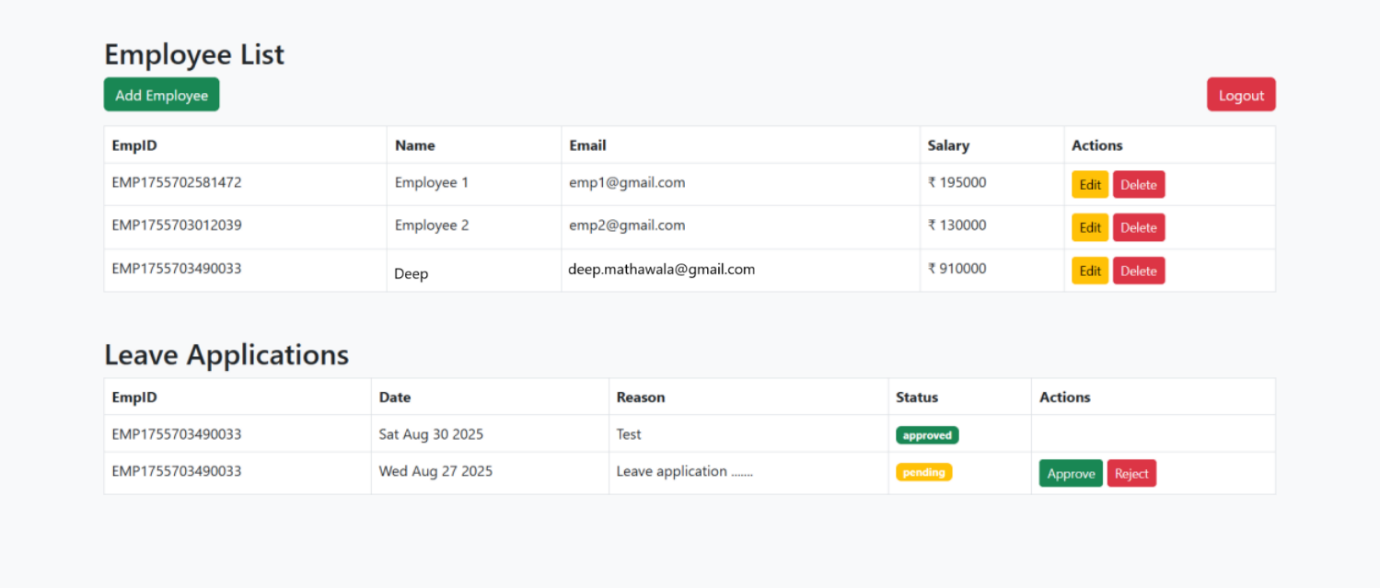 Employee List
Add Employee Logout
EmpID Name Email Salary Actions
EMP1755702581472 Employee 1 emp1@gmail.com ₹ 195000 Edit Delete
EMP1755703012039 Employee 2 emp2@gmail.com ₹ 130000 Edit Delete
EMP1755703490033 Deep deep.mathawala@gmail.com ₹ 910000 Edit Delete
Leave Applications
EmpID Date Reason Status Actions
EMP1755703490033 Sat Aug 30 2025 Test approved
EMP1755703490033 Wed Aug 27 2025 Leave application ....... pending Approve Reject